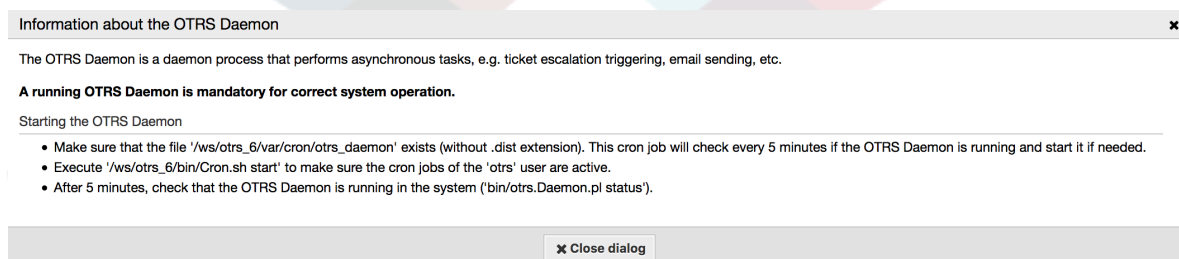 Information about the OTRS Daemon
The OTRS Daemon is a daemon process that performs asynchronous tasks, e.g. ticket escalation triggering, email sending, etc.
A running OTRS Daemon is mandatory for correct system operation.
Starting the OTRS Daemon
• Make sure that the file '/ws/otrs_6/var/cron/otrs_daemon' exists (without .dist extension). This cron job will check every 5 minutes if the OTRS Daemon is running and start it if needed.
• Execute '/ws/otrs_6/bin/Cron.sh start' to make sure the cron jobs of the 'otrs' user are active.
• After 5 minutes, check that the OTRS Daemon is running in the system ('bin/otrs.Daemon.pl status').
✖ Close dialog